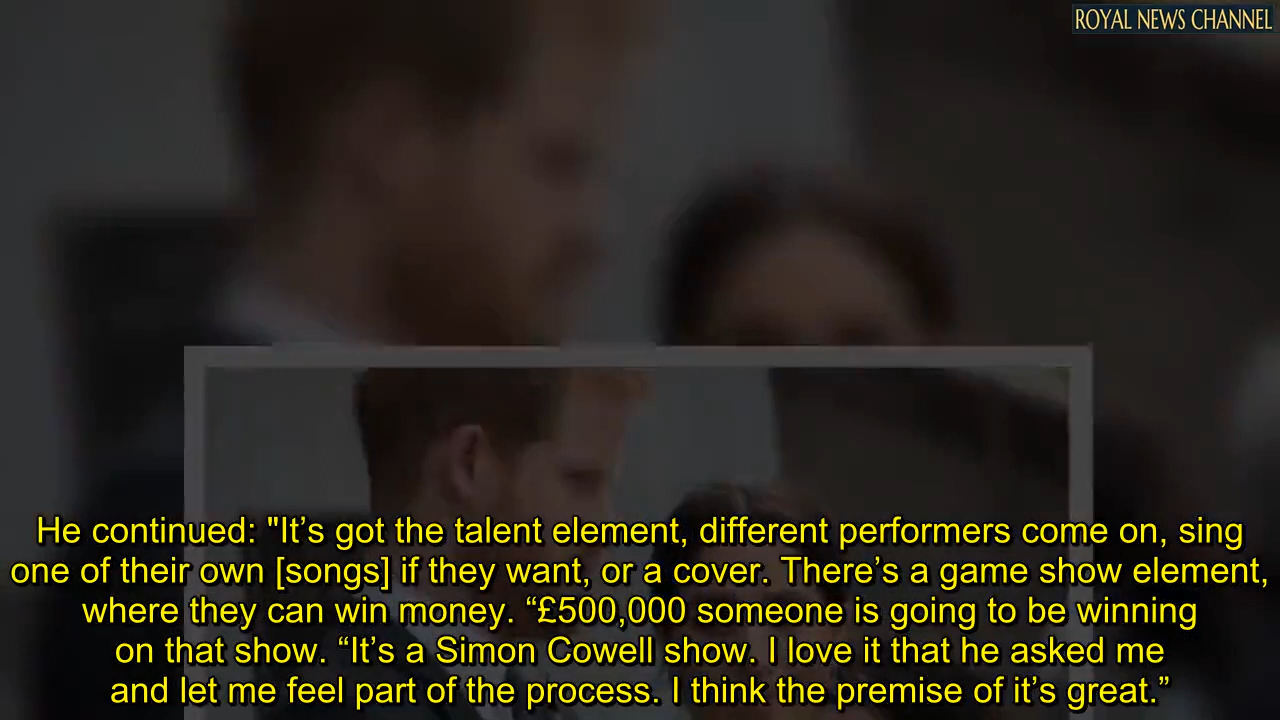 ROYAL NEWS CHANNEL
He continued: "It’s got the talent element, different performers come on, sing
one of their own [songs] if they want, or a cover. There’s a game show element,
where they can win money. “£500,000 someone is going to be winning
on that show. “It’s a Simon Cowell show. I love it that he asked me
and let me feel part of the process. I think the premise of it’s great.”